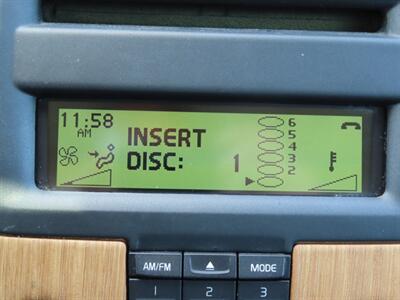 11:58
AM
INSERT
DISC: 1
6
5
4
3
2
AM/FM
MODE
1 2 3